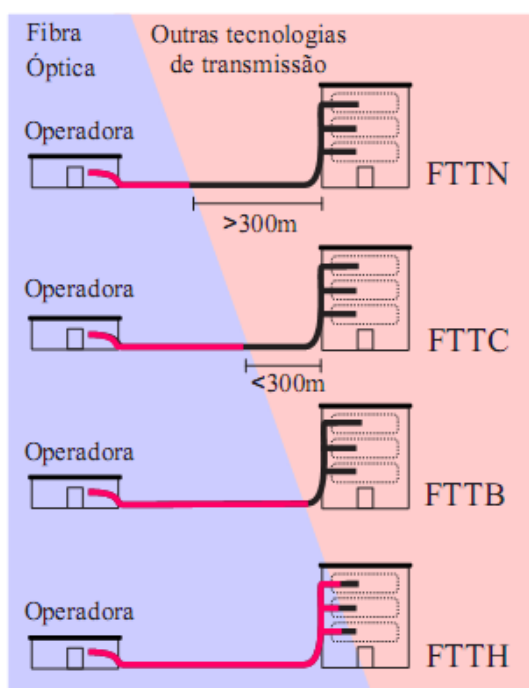 Fibra
Óptica
Outras tecnologias
de transmissão
Operadora
FTTN
>300m
Operadora
FTTC
<300m
Operadora
FTTB
Operadora
FTTH